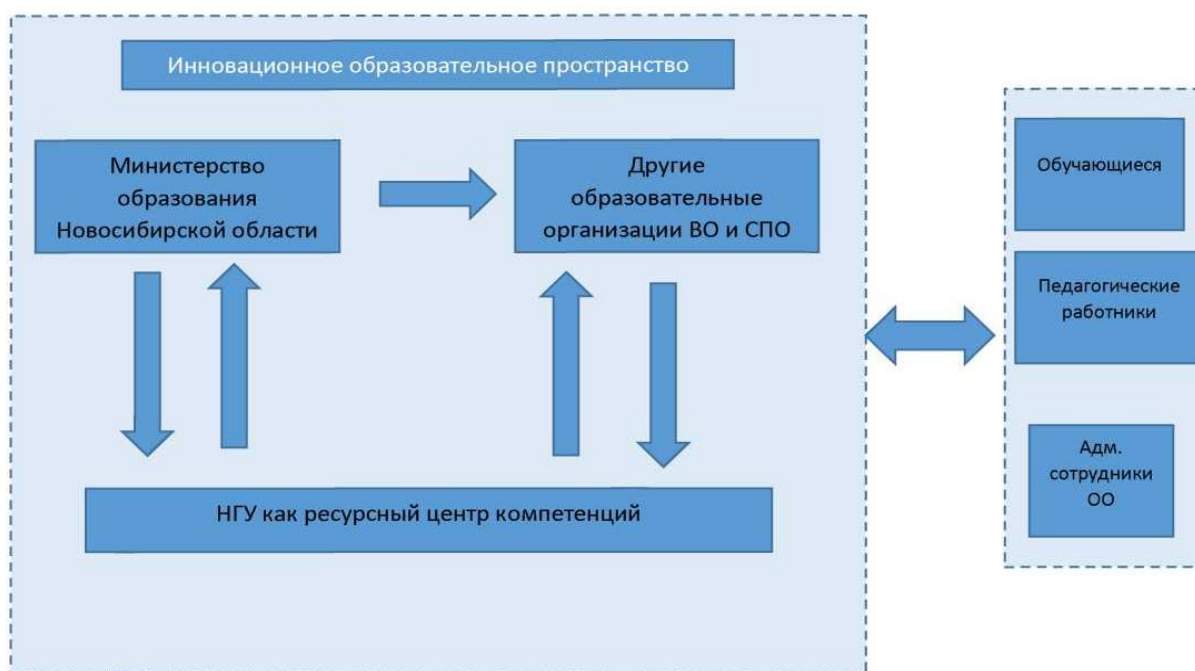 Инновационное образовательное пространство
Министерство
образования
Новосибирской области
Другие
образовательные
организации ВО и СПО
НГУ как ресурсный центр компетенций
Обучающиеся
Педагогические
работники
Адм.
сотрудники
ОО